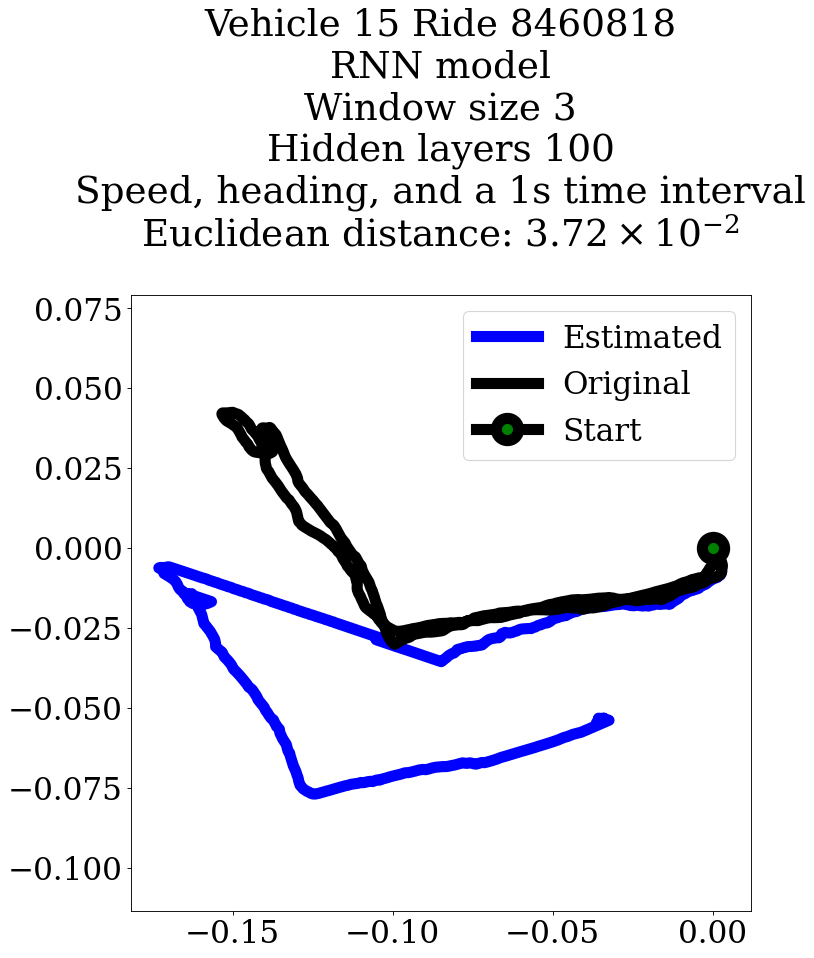 Vehicle 15 Ride 8460818
RNN model
Window size 3
Hidden layers 100
Speed, heading, and a 1s time interval
Euclidean distance: 3.72 × 10⁻²
0.075
0.050
0.025
0.000
−0.025
−0.050
−0.075
−0.100
Estimated
Original
Start
−0.15
−0.10
−0.05
0.00